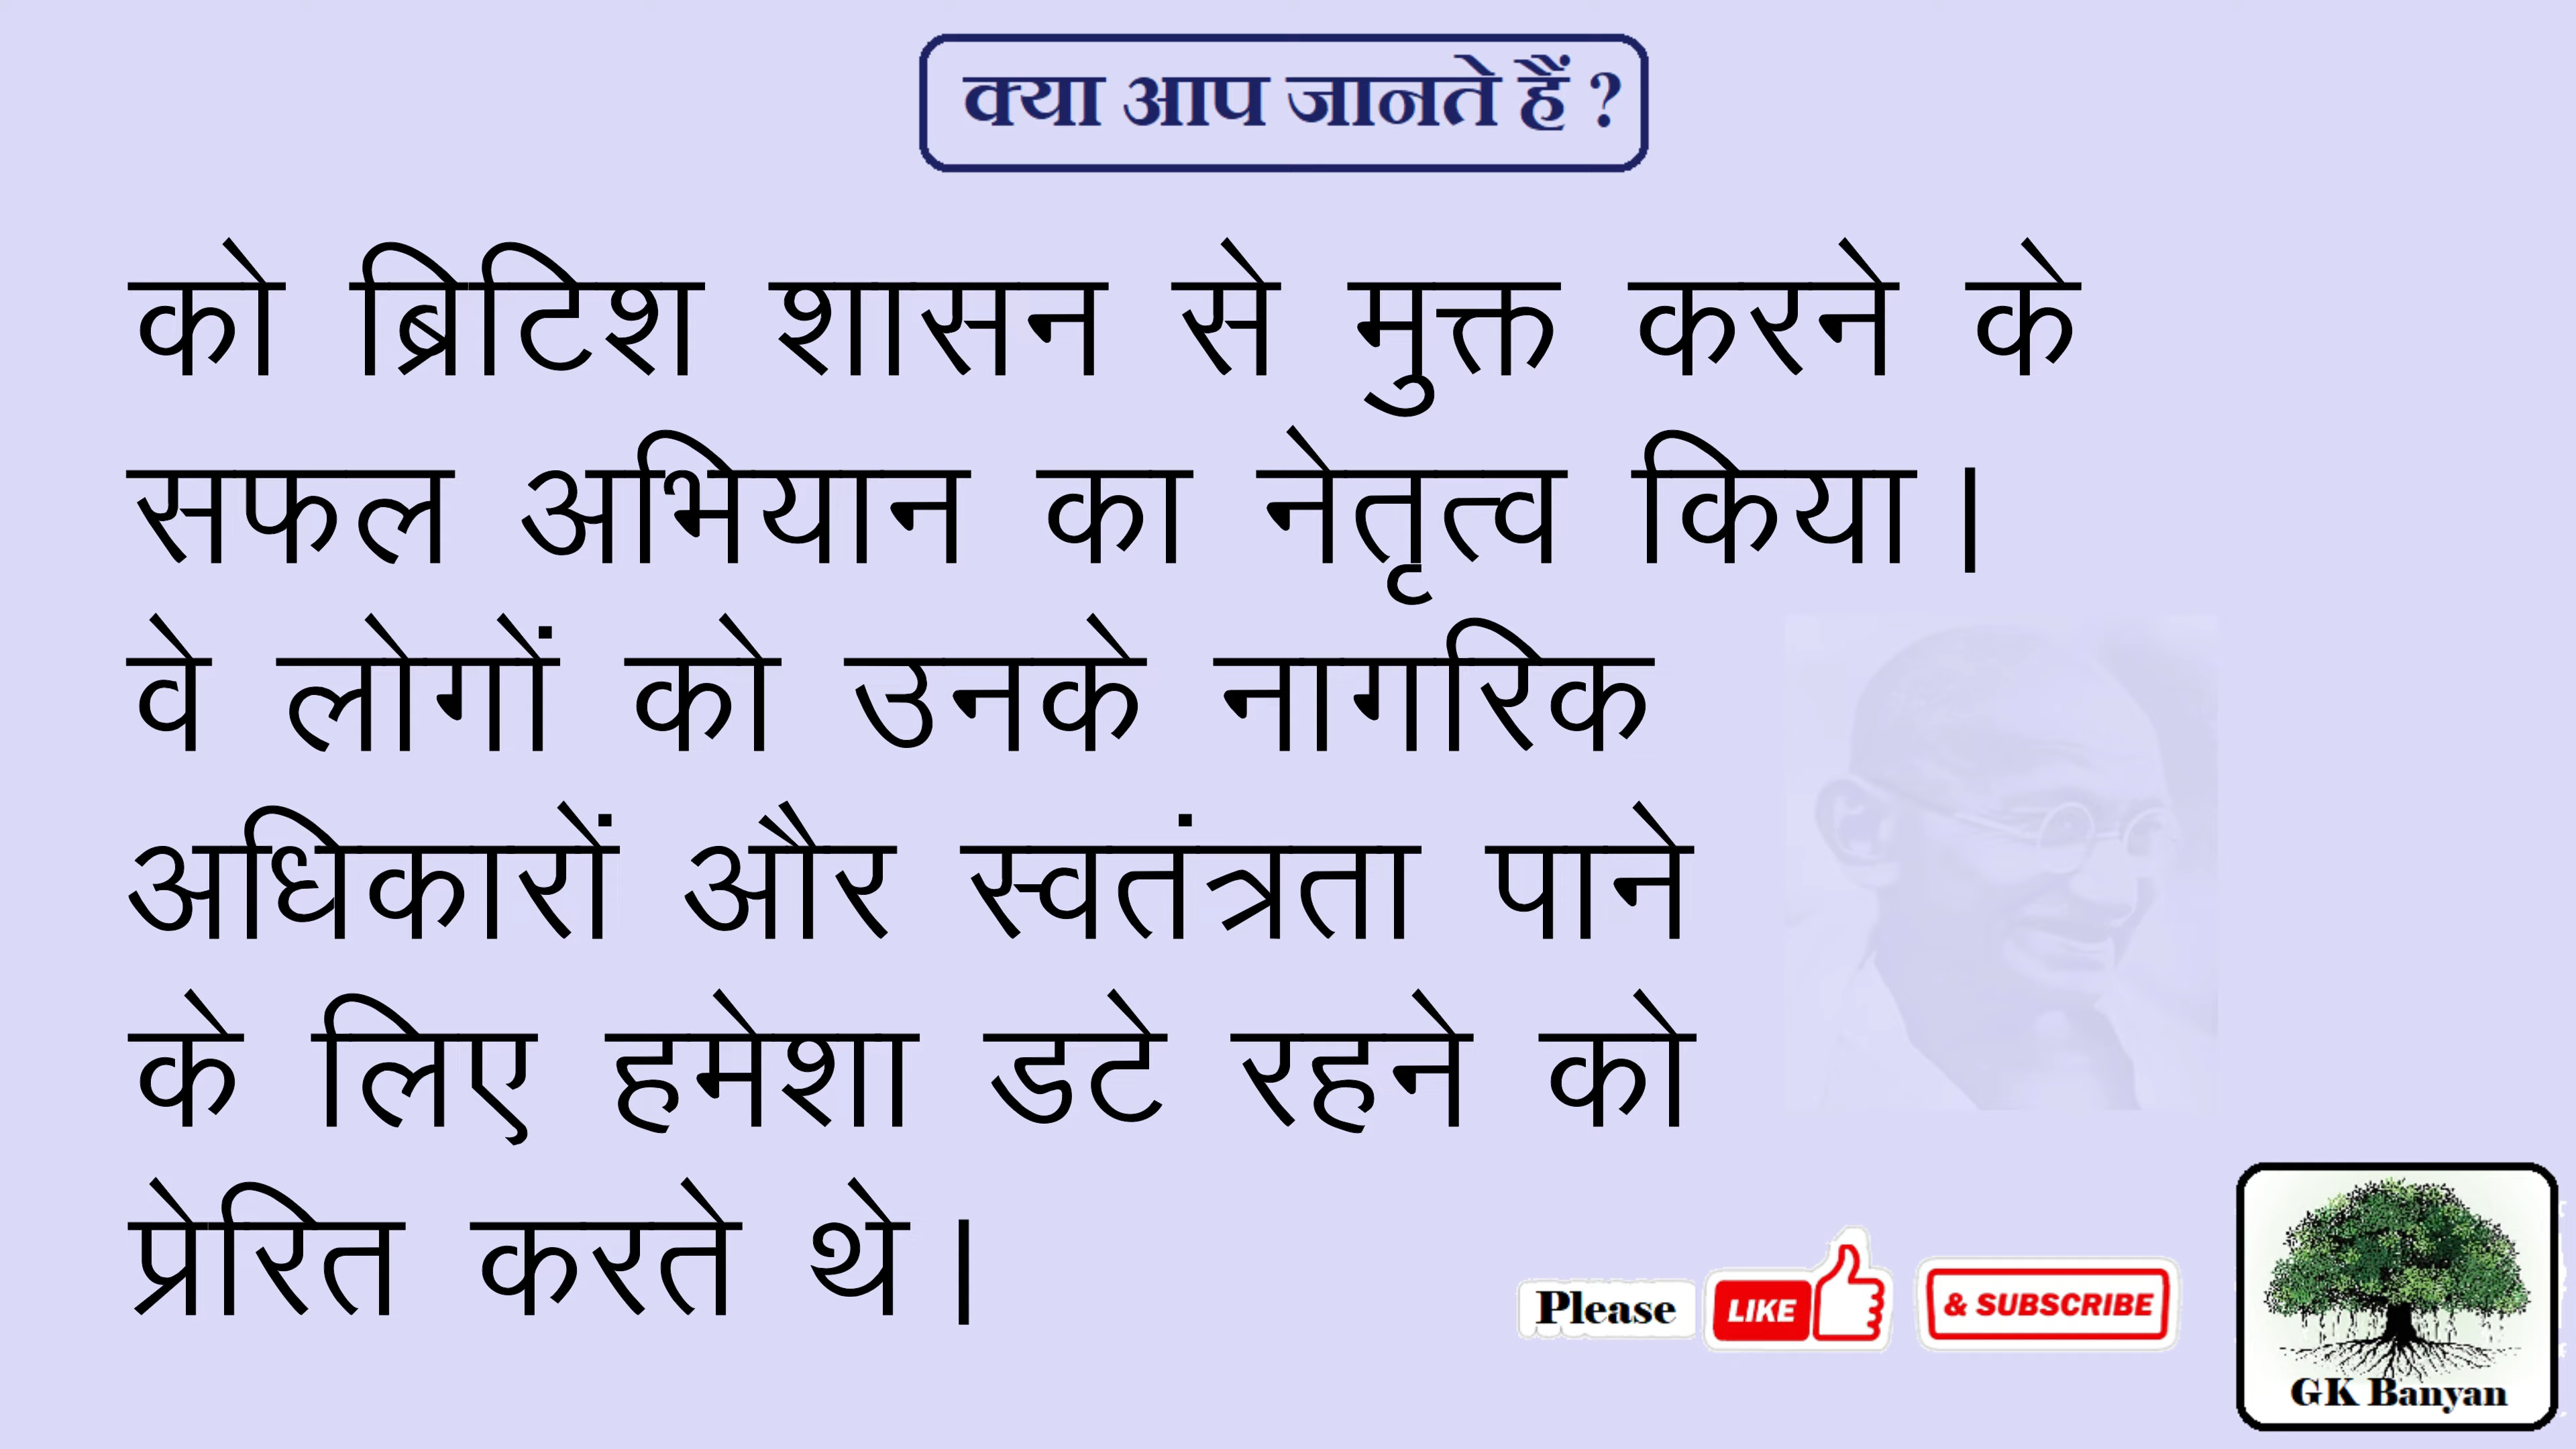 क्या आप जानते हैं ?
को ब्रिटिश शासन से मुक्त करने के
सफल अभियान का नेतृत्व किया।
वे लोगों को उनके नागरिक
अधिकारों और स्वतंत्रता पाने
के लिए हमेशा डटे रहने को
प्रेरित करते थे।
Please LIKE & SUBSCRIBE
GK Banyan